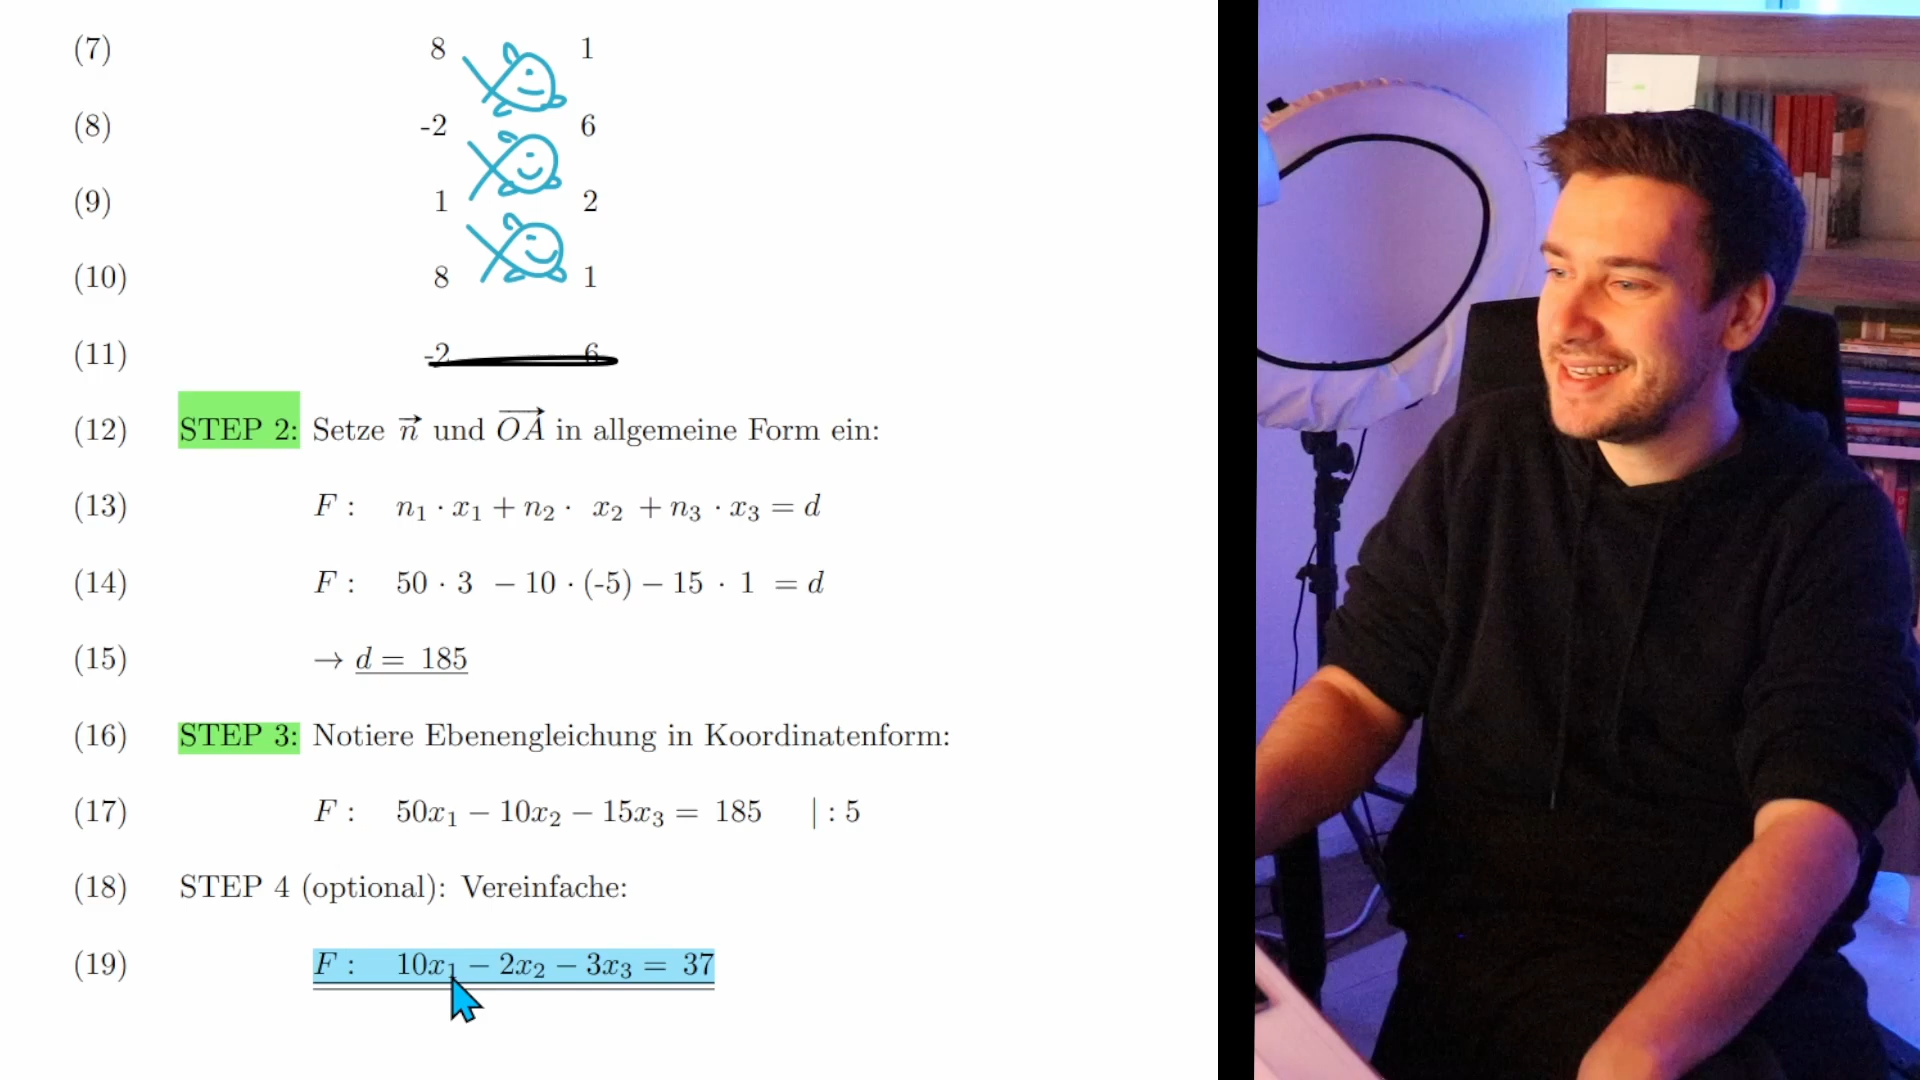 (7) 8 1
(8) -2 6
(9) 1 2
(10) 8 1
(11) -2 6
(12) STEP 2: Setze n⃗ und O͞A⃗ in allgemeine Form ein:
(13) F : n₁ · x₁ + n₂ · x₂ + n₃ · x₃ = d
(14) F : 50 · 3 − 10 · (-5) − 15 · 1 = d
(15) → d = 185
(16) STEP 3: Notiere Ebenengleichung in Koordinatenform:
(17) F : 50x₁ − 10x₂ − 15x₃ = 185 | : 5
(18) STEP 4 (optional): Vereinfache:
(19) F : 10x₁ − 2x₂ − 3x₃ = 37